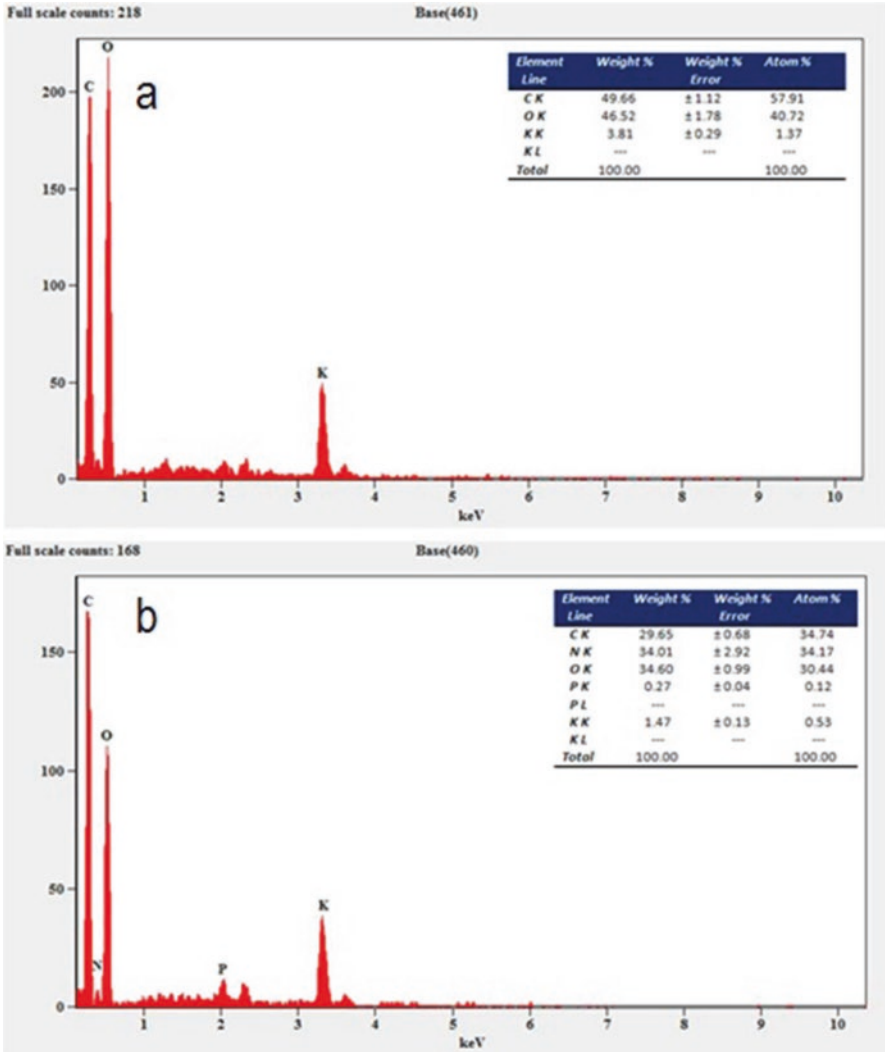 Full scale counts: 218 Base(461)
O
C
a
K
200
150
100
50
0
1 2 3 4 5 6 7 8 9 10
keV
Element Line Weight % Weight % Error Atom %
C K 49.66 ±1.12 57.91
O K 46.52 ±1.78 40.72
K K 3.81 ±0.29 1.37
K L --- --- ---
Total 100.00 100.00
Full scale counts: 168 Base(460)
C
b
O
N
P
K
150
100
50
0
1 2 3 4 5 6 7 8 9 10
keV
Element Line Weight % Weight % Error Atom %
C K 29.65 ±0.68 34.74
N K 34.01 ±2.92 34.17
O K 34.60 ±0.99 30.44
P K 0.27 ±0.04 0.12
P L --- --- ---
K K 1.47 ±0.13 0.53
K L --- --- ---
Total 100.00 100.00